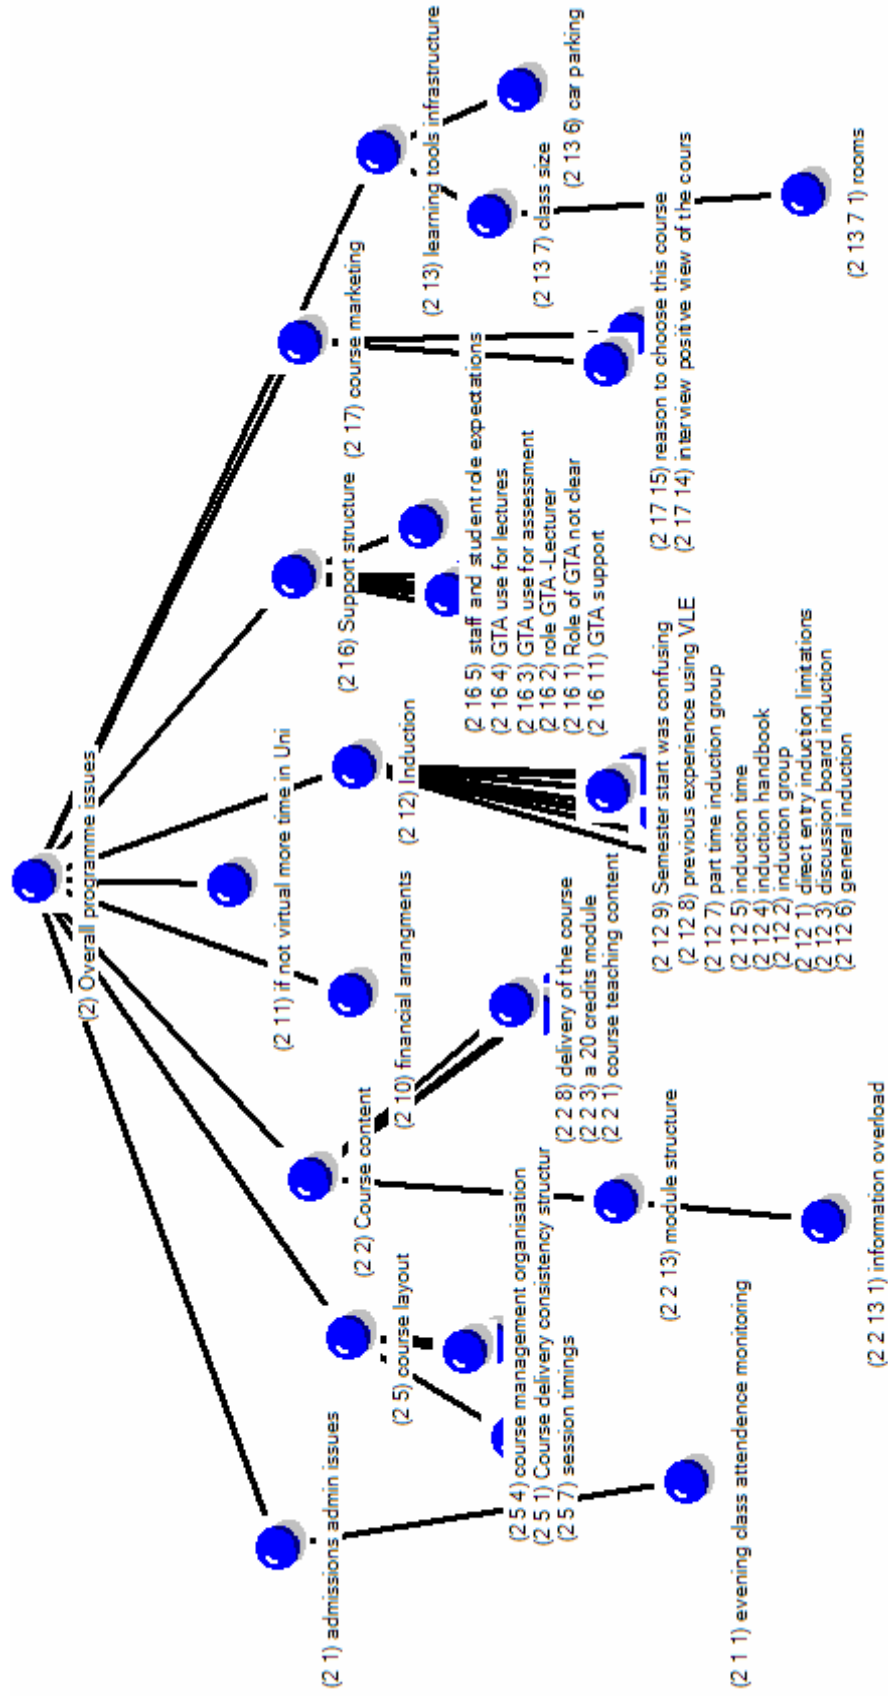 (2) Overall programme issues
(2 1) admissions admin issues
(2 1 1) evening class attendence monitoring
(2 5) course layout
(2 5 4) course management organisation
(2 5 1) Course delivery consistency structur
(2 5 7) session timings
(2 2) Course content
(2 2 13) module structure
(2 2 13 1) information overload
(2 2 8) delivery of the course
(2 2 3) a 20 credits module
(2 2 1) course teaching content
(2 10) financial arrangments
(2 11) if not virtual more time in Uni
(2 12) Induction
(2 12 9) Semester start was confusing
(2 12 8) previous experience using VLE
(2 12 7) part time induction group
(2 12 5) induction time
(2 12 4) induction handbook
(2 12 2) induction group
(2 12 1) direct entry induction limitations
(2 12 3) discussion board induction
(2 12 6) general induction
(2 16) Support structure
(2 16 5) staff and student role expectations
(2 16 4) GTA use for lectures
(2 16 3) GTA use for assessment
(2 16 2) role GTA -Lecturer
(2 16 1) Role of GTA not clear
(2 16 11) GTA support
(2 17) course marketing
(2 17 15) reason to choose this course
(2 17 14) interview positive view of the cours
(2 13) learning tools infrastructure
(2 13 7) class size
(2 13 6) car parking
(2 13 7 1) rooms